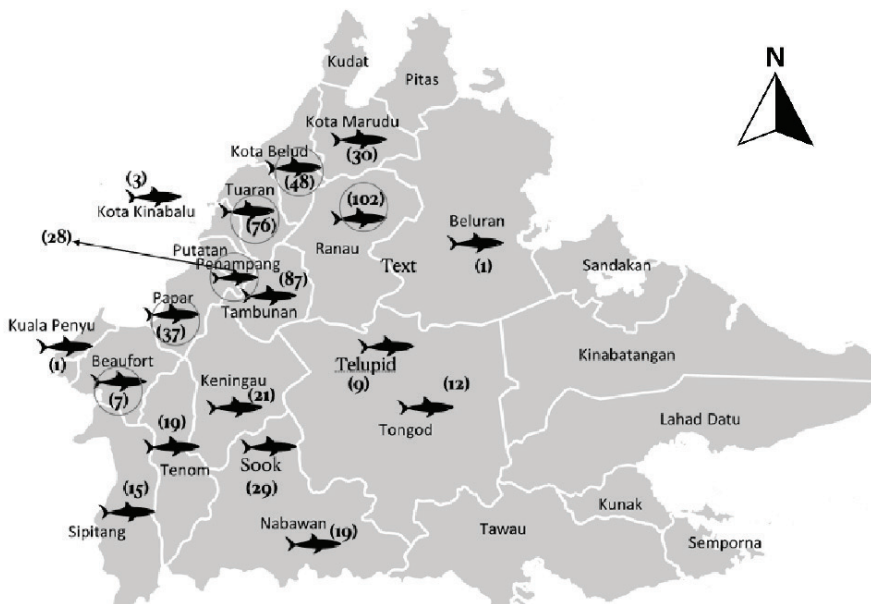 Kudat
Pitas
N
Kota Marudu
(30)
Kota Belud
(48)
(3)
Kota Kinabalu
Tuaran
(76)
(102)
Ranau
Beluran
(1)
(28)
Putatan
Penampang
Text
Sandakan
(87)
Tambunan
Papar
(37)
Kuala Penyu
(1)
Beaufort
(7)
Telupid
(9)
Kinabatangan
Keningau
(21)
(12)
Tongod
Lahad Datu
(19)
Tenom
Sook
(29)
(15)
Sipitang
Nabawan
(19)
Tawau
Kunak
Semporna